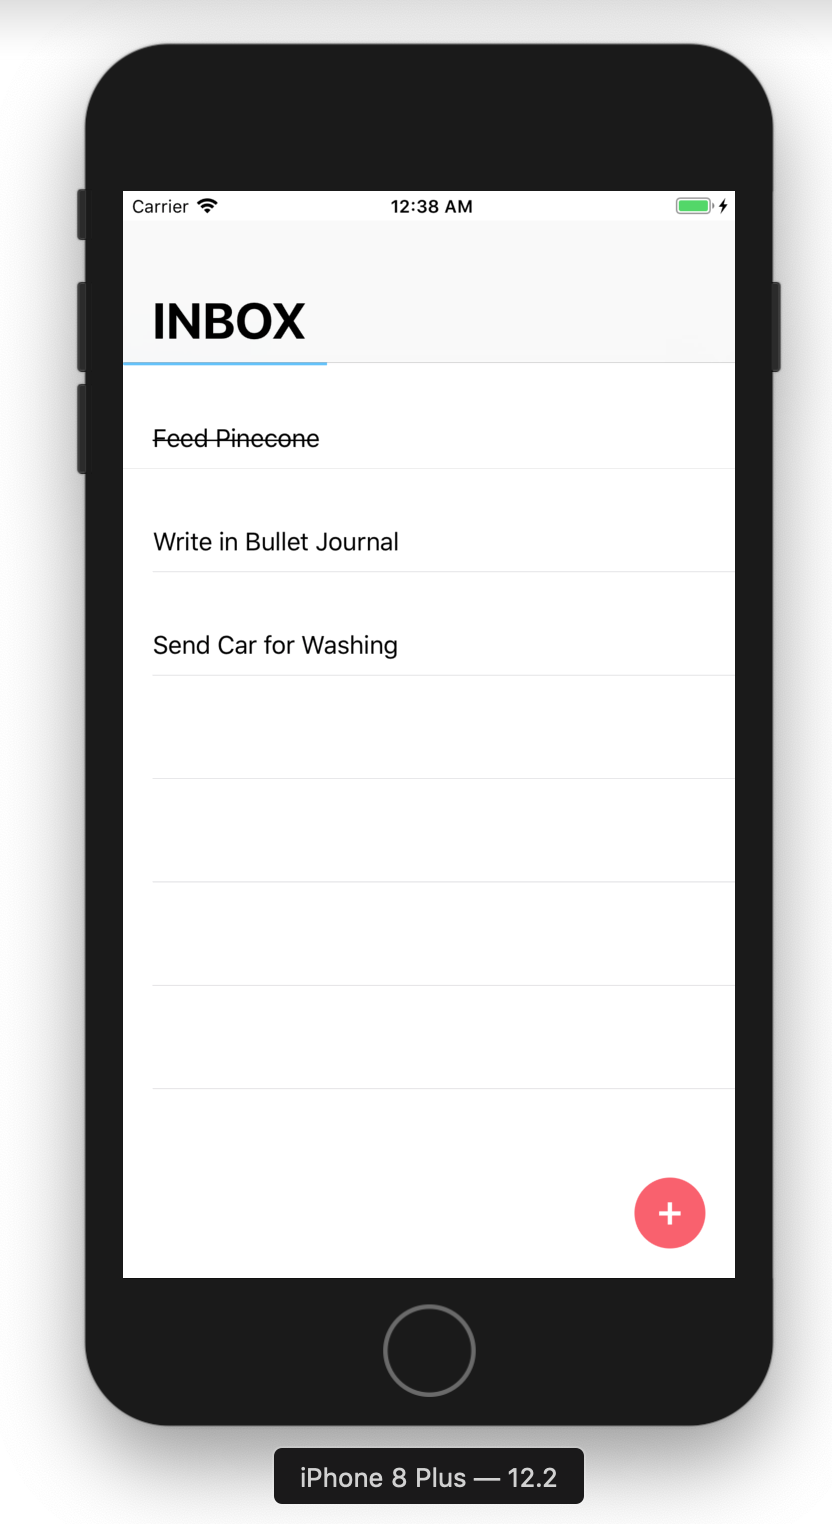 Carrier 12:38 AM
INBOX
Feed Pinecone
Write in Bullet Journal
Send Car for Washing
+
iPhone 8 Plus — 12.2